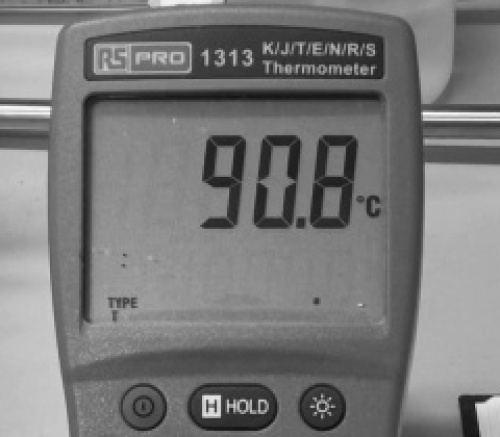 RS PRO 1313 K/J/T/E/N/R/S
Thermometer
90.8 °C
TYPE
T
H HOLD